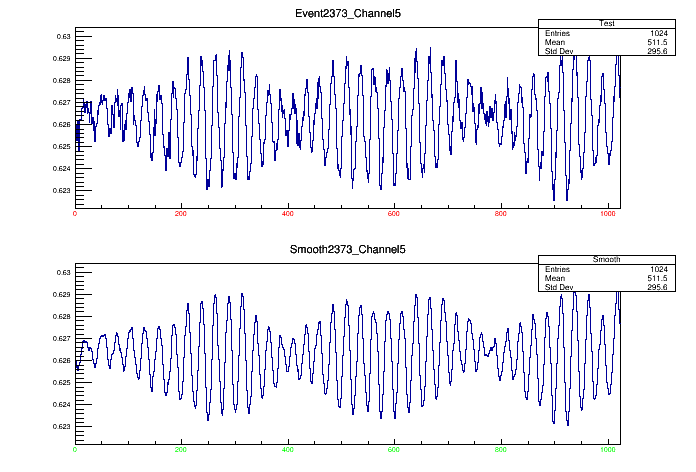 Event2373_Channel5
Test
Entries 1024
Mean 511.5
Std Dev 295.6
0.63
0.629
0.628
0.627
0.626
0.625
0.624
0.623
0 200 400 600 800 1000
Smooth2373_Channel5
Smooth
Entries 1024
Mean 511.5
Std Dev 295.6
0.63
0.629
0.628
0.627
0.626
0.625
0.624
0.623
0 200 400 600 800 1000